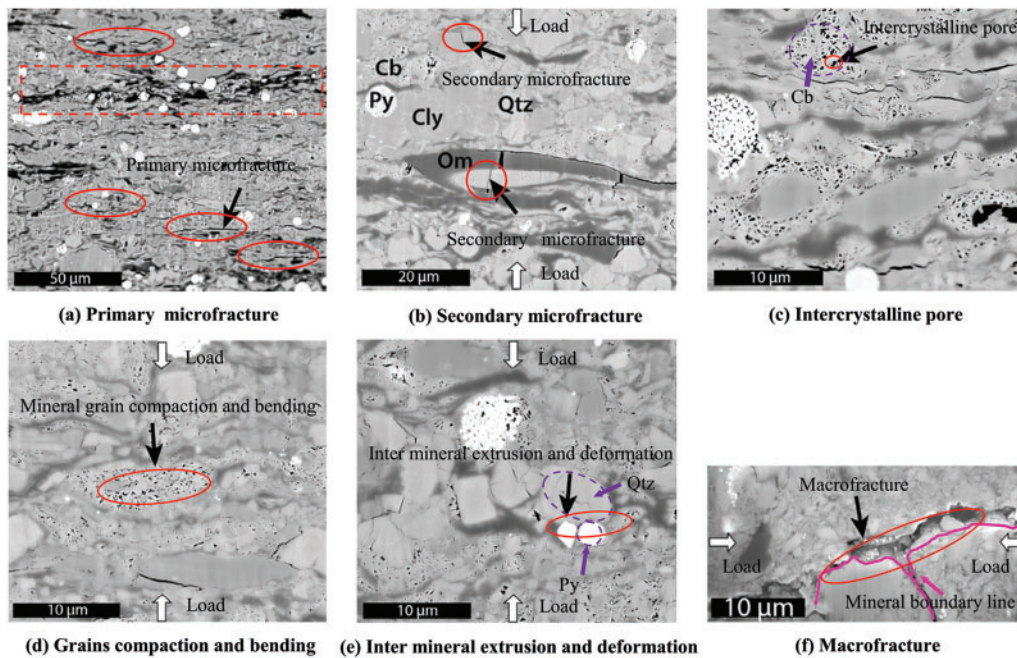 Primary microfracture
50 μm
(a) Primary microfracture
Load
Secondary microfracture
Cb
Py
Qtz
Cly
Om
Secondary microfracture
Load
20 μm
(b) Secondary microfracture
Intercrystalline pore
Cb
10 μm
(c) Intercrystalline pore
Load
Mineral grain compaction and bending
Load
10 μm
(d) Grains compaction and bending
Load
Inter mineral extrusion and deformation
Qtz
Py
Load
10 μm
(e) Inter mineral extrusion and deformation
Macrofracture
Load
Load
Mineral boundary line
10 μm
(f) Macrofracture